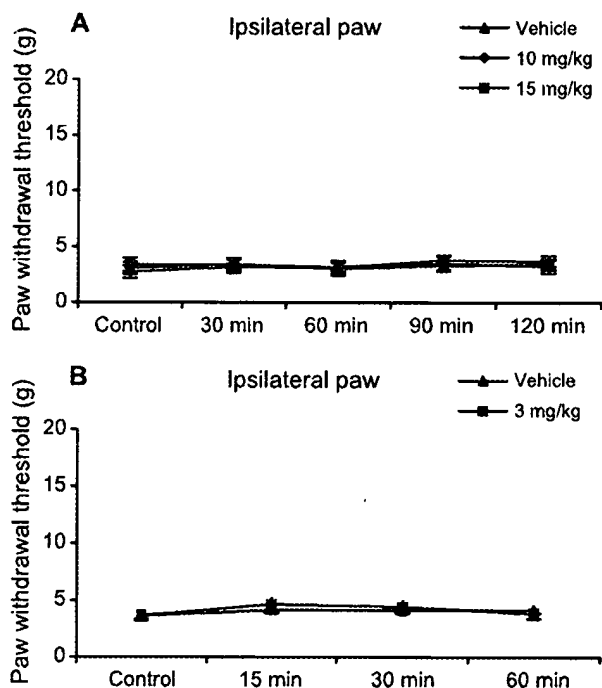 A
Ipsilateral paw
Vehicle
10 mg/kg
15 mg/kg
Paw withdrawal threshold (g)
20
15
10
5
0
Control 30 min 60 min 90 min 120 min
B
Ipsilateral paw
Vehicle
3 mg/kg
Paw withdrawal threshold (g)
20
15
10
5
0
Control 15 min 30 min 60 min